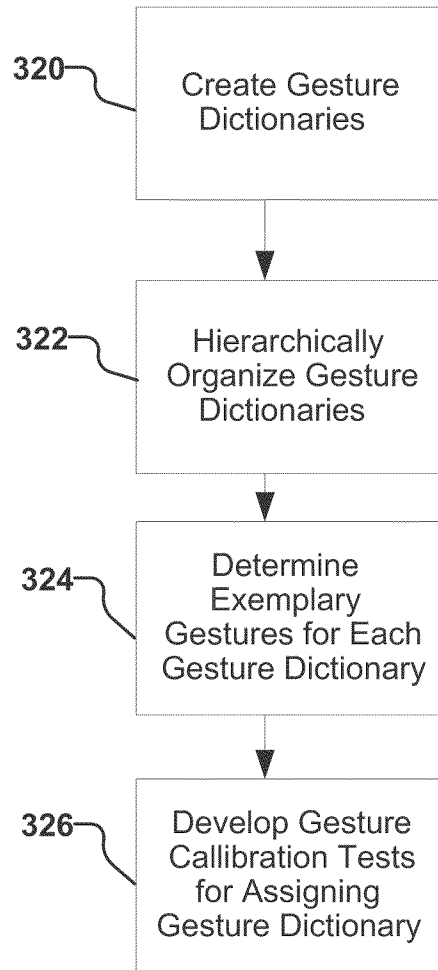 320
Create Gesture
Dictionaries
322
Hierarchically
Organize Gesture
Dictionaries
324
Determine
Exemplary
Gestures for Each
Gesture Dictionary
326
Develop Gesture
Callibration Tests
for Assigning
Gesture Dictionary